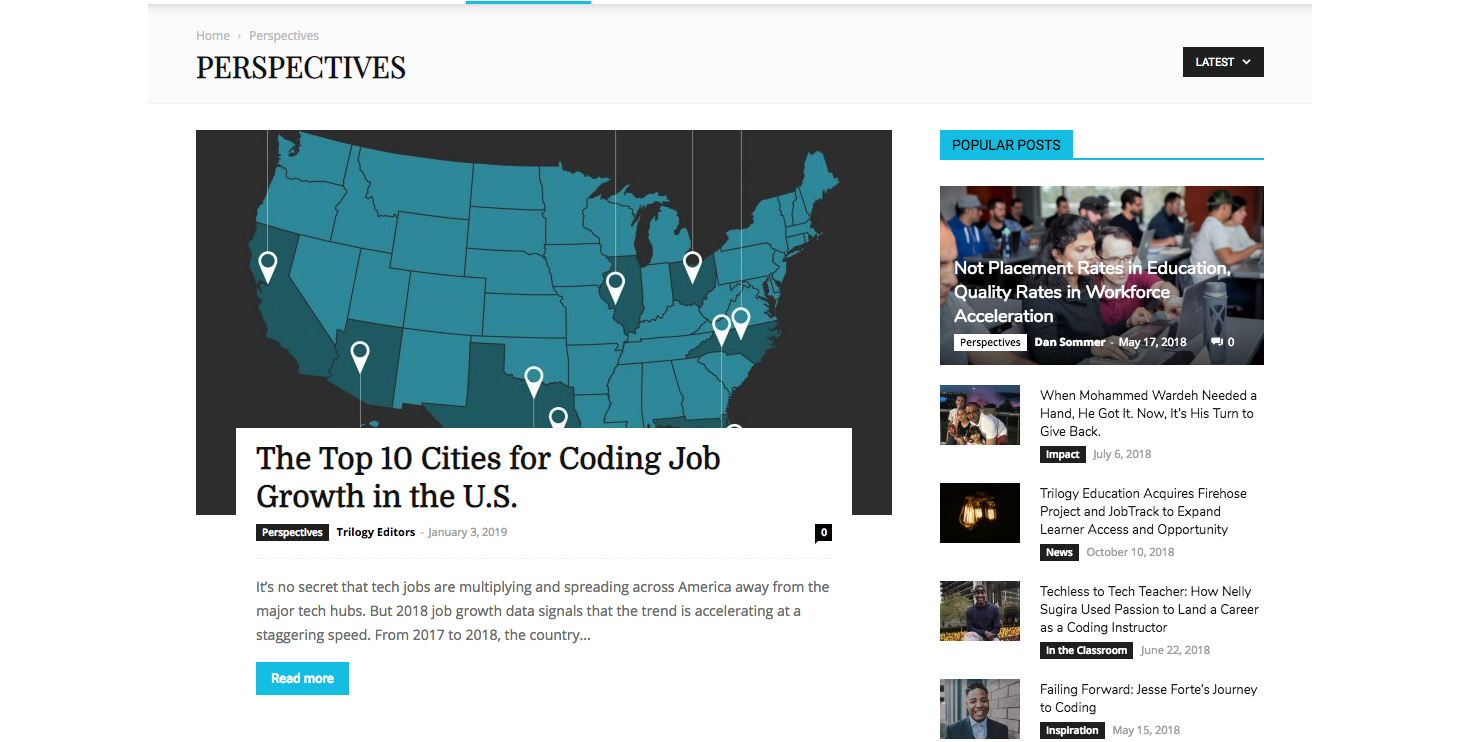 Home › Perspectives
PERSPECTIVES
LATEST
The Top 10 Cities for Coding Job
Growth in the U.S.
Perspectives Trilogy Editors - January 3, 2019 0
It’s no secret that tech jobs are multiplying and spreading across America away from the
major tech hubs. But 2018 job growth data signals that the trend is accelerating at a
staggering speed. From 2017 to 2018, the country...
Read more
POPULAR POSTS
Not Placement Rates in Education,
Quality Rates in Workforce
Acceleration
Perspectives Dan Sommer - May 17, 2018 0
When Mohammed Wardeh Needed a
Hand, He Got It. Now, It’s His Turn to
Give Back.
Impact July 6, 2018
Trilogy Education Acquires Firehose
Project and JobTrack to Expand
Learner Access and Opportunity
News October 10, 2018
Techless to Tech Teacher: How Nelly
Sugira Used Passion to Land a Career
as a Coding Instructor
In the Classroom June 22, 2018
Failing Forward: Jesse Forte’s Journey
to Coding
Inspiration May 15, 2018